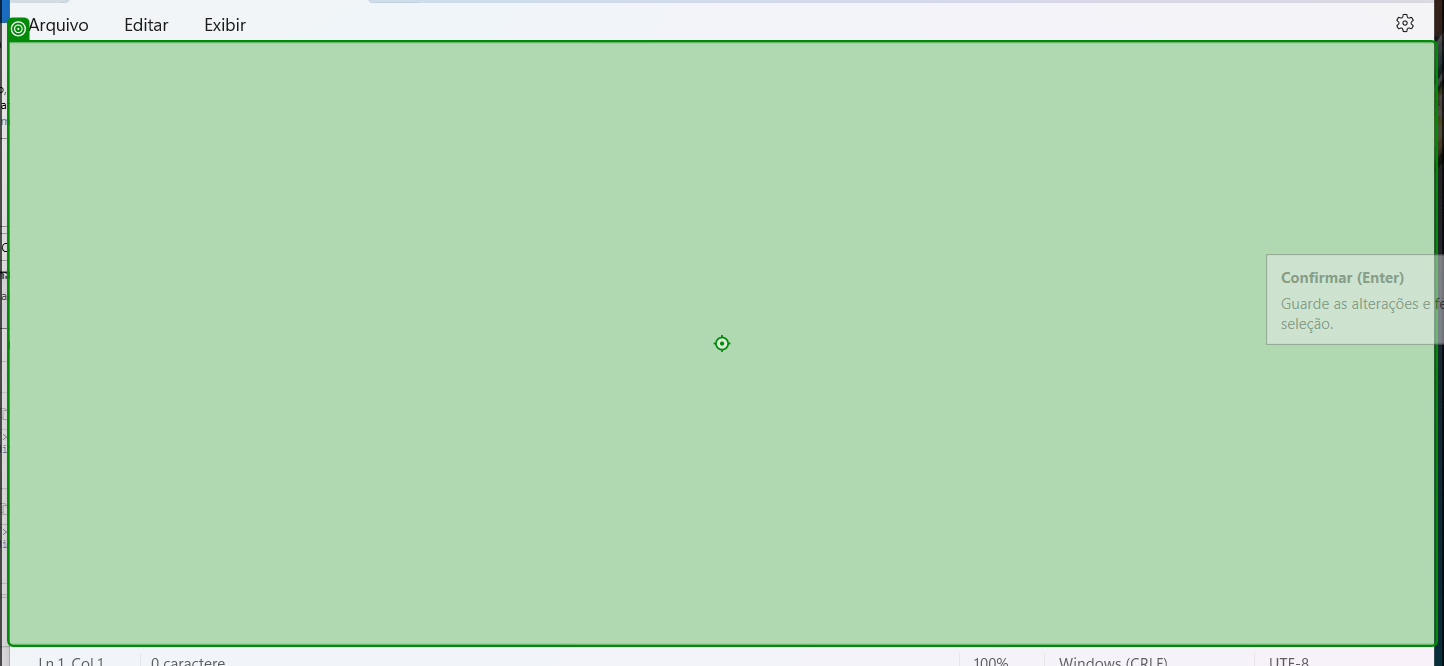 Arquivo Editar Exibir
Confirmar (Enter)
Guarde as alterações e fe
seleção.
Ln 1, Col 1 0 caractere 100% Windows (CRLF) UTF-8